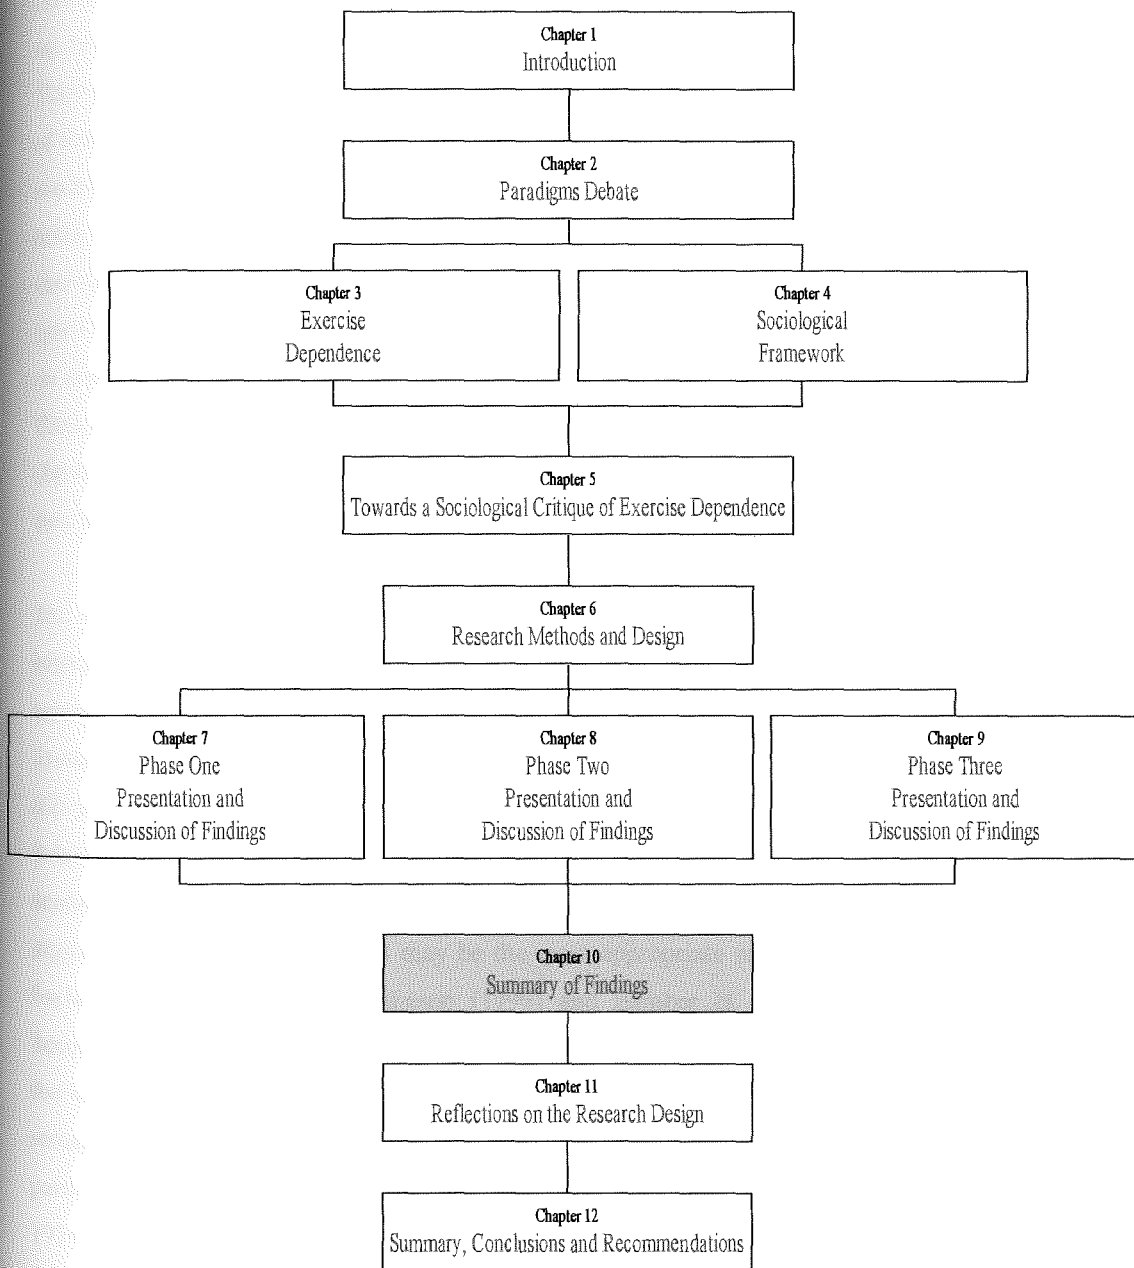 Chapter 1
Introduction
Chapter 2
Paradigms Debate
Chapter 3
Exercise
Dependence
Chapter 4
Sociological
Framework
Chapter 5
Towards a Sociological Critique of Exercise Dependence
Chapter 6
Research Methods and Design
Chapter 7
Phase One
Presentation and
Discussion of Findings
Chapter 8
Phase Two
Presentation and
Discussion of Findings
Chapter 9
Phase Three
Presentation and
Discussion of Findings
Chapter 10
Summary of Findings
Chapter 11
Reflections on the Research Design
Chapter 12
Summary, Conclusions and Recommendations